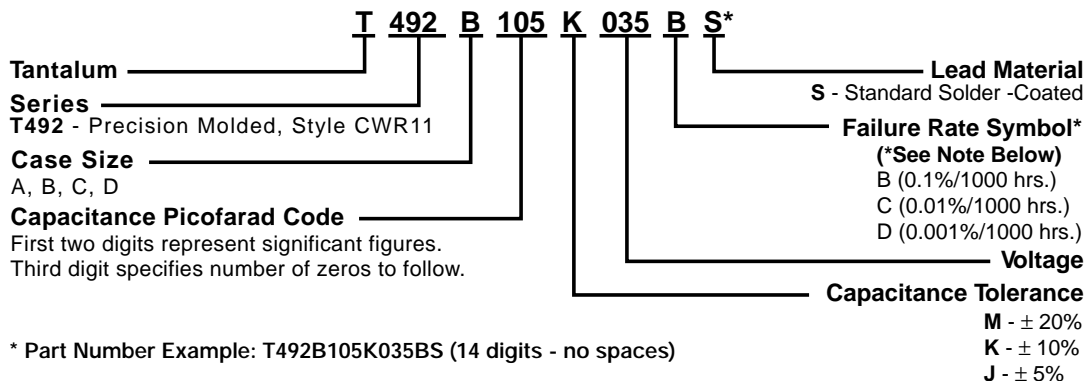 T 492 B 105 K 035 B S*
Tantalum
Series
T492 - Precision Molded, Style CWR11
Case Size
A, B, C, D
Capacitance Picofarad Code
First two digits represent significant figures.
Third digit specifies number of zeros to follow.
Lead Material
S - Standard Solder -Coated
Failure Rate Symbol*
(*See Note Below)
B (0.1%/1000 hrs.)
C (0.01%/1000 hrs.)
D (0.001%/1000 hrs.)
Voltage
Capacitance Tolerance
M - ± 20%
K - ± 10%
J - ± 5%
* Part Number Example: T492B105K035BS (14 digits - no spaces)